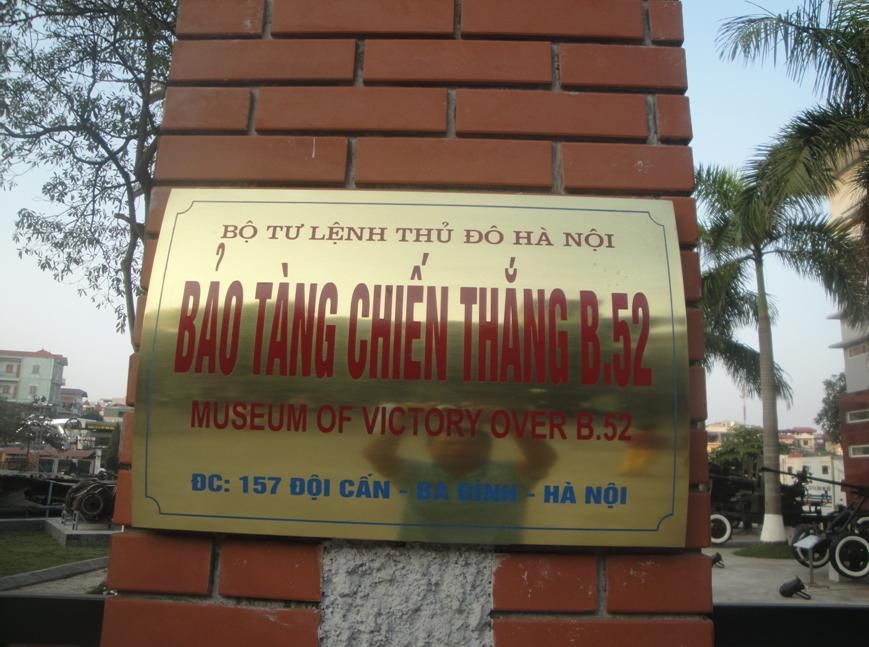 BỘ TƯ LỆNH THỦ ĐÔ HÀ NỘI
BẢO TÀNG CHIẾN THẮNG B.52
MUSEUM OF VICTORY OVER B.52
ĐC: 157 ĐỘI CẤN - BA ĐÌNH - HÀ NỘI